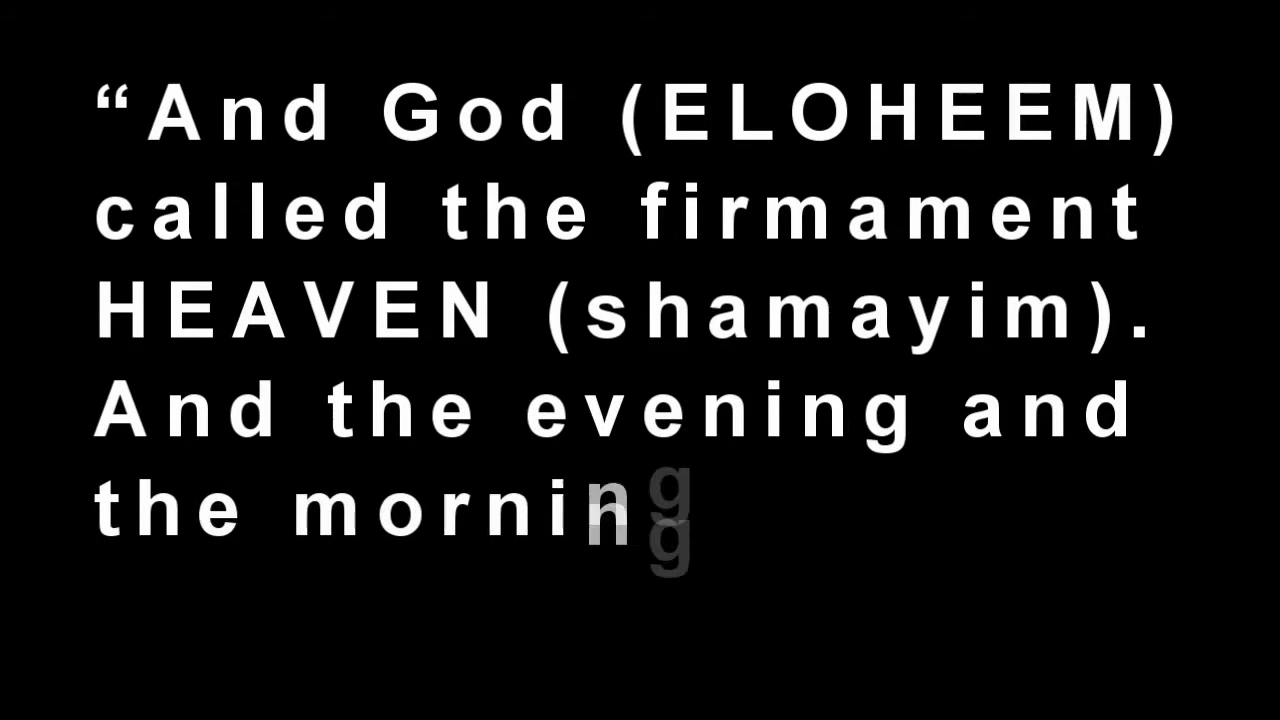 “And God (ELOHEEM)
called the firmament
HEAVEN (shamayim).
And the evening and
the morning